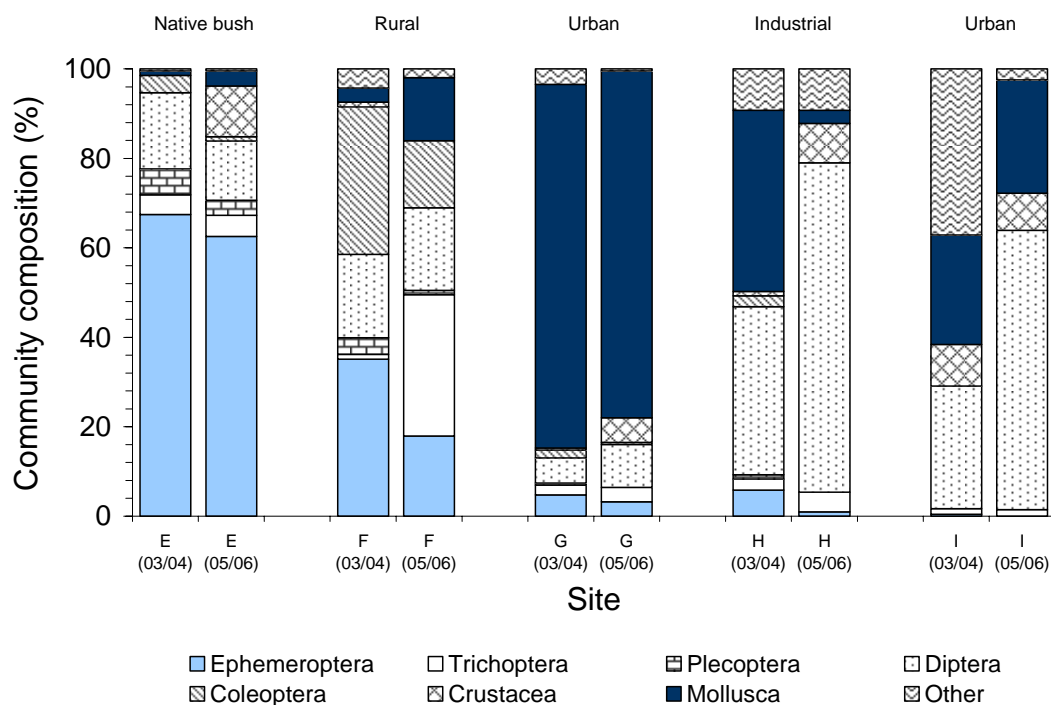 Native bush Rural Urban Industrial Urban
Community composition (%)
100
80
60
40
20
0
E E F F G G H H I I
(03/04) (05/06) (03/04) (05/06) (03/04) (05/06) (03/04) (05/06) (03/04) (05/06)
Site
Ephemeroptera Trichoptera Plecoptera Diptera
Coleoptera Crustacea Mollusca Other